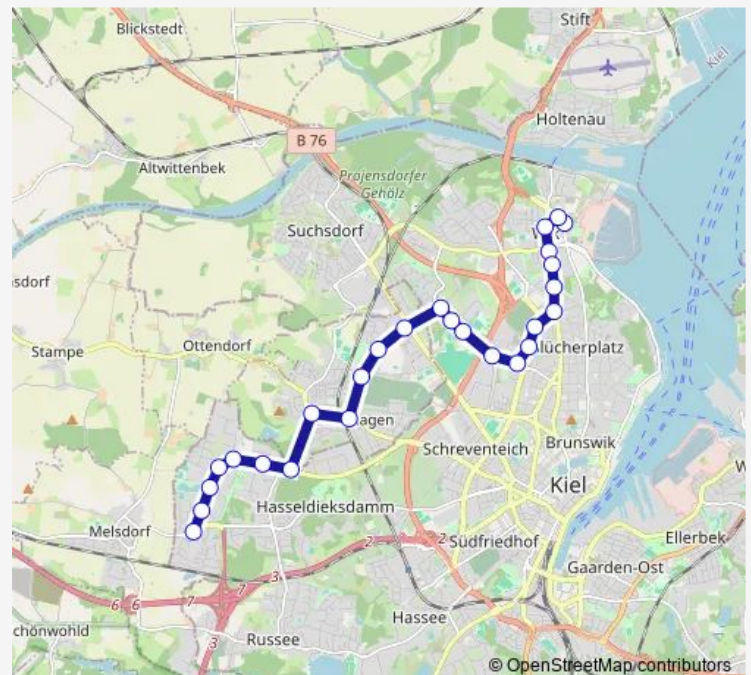 Stift
Blickstedt
Kiel
Holtenau
B 76
Altwittenbek
Projensdorfer
Gehölz
Suchsdorf
sdorf
Stampe
Ottendorf
lücherplatz
agen
Schreventeich
Brunswik
Kiel
Hasseldieksdamm
Melsdorf
2
2
Südfriedhof
Ellerbek
3
7
Gaarden-Ost
6
6
7
3
chönwohld
Russee
Hassee
© OpenStreetMap contributors